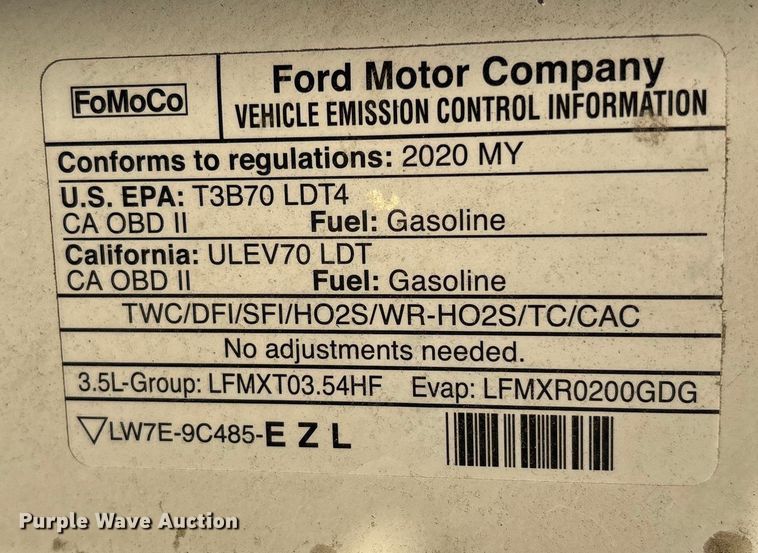 FoMoCo
Ford Motor Company
VEHICLE EMISSION CONTROL INFORMATION
Conforms to regulations: 2020 MY
U.S. EPA: T3B70 LDT4
CA OBD II Fuel: Gasoline
California: ULEV70 LDT
CA OBD II Fuel: Gasoline
TWC/DFI/SFI/HO2S/WR-HO2S/TC/CAC
No adjustments needed.
3.5L-Group: LFMXT03.54HF Evap: LFMXR0200GDG
LW7E-9C485-E Z L
Purple Wave Auction